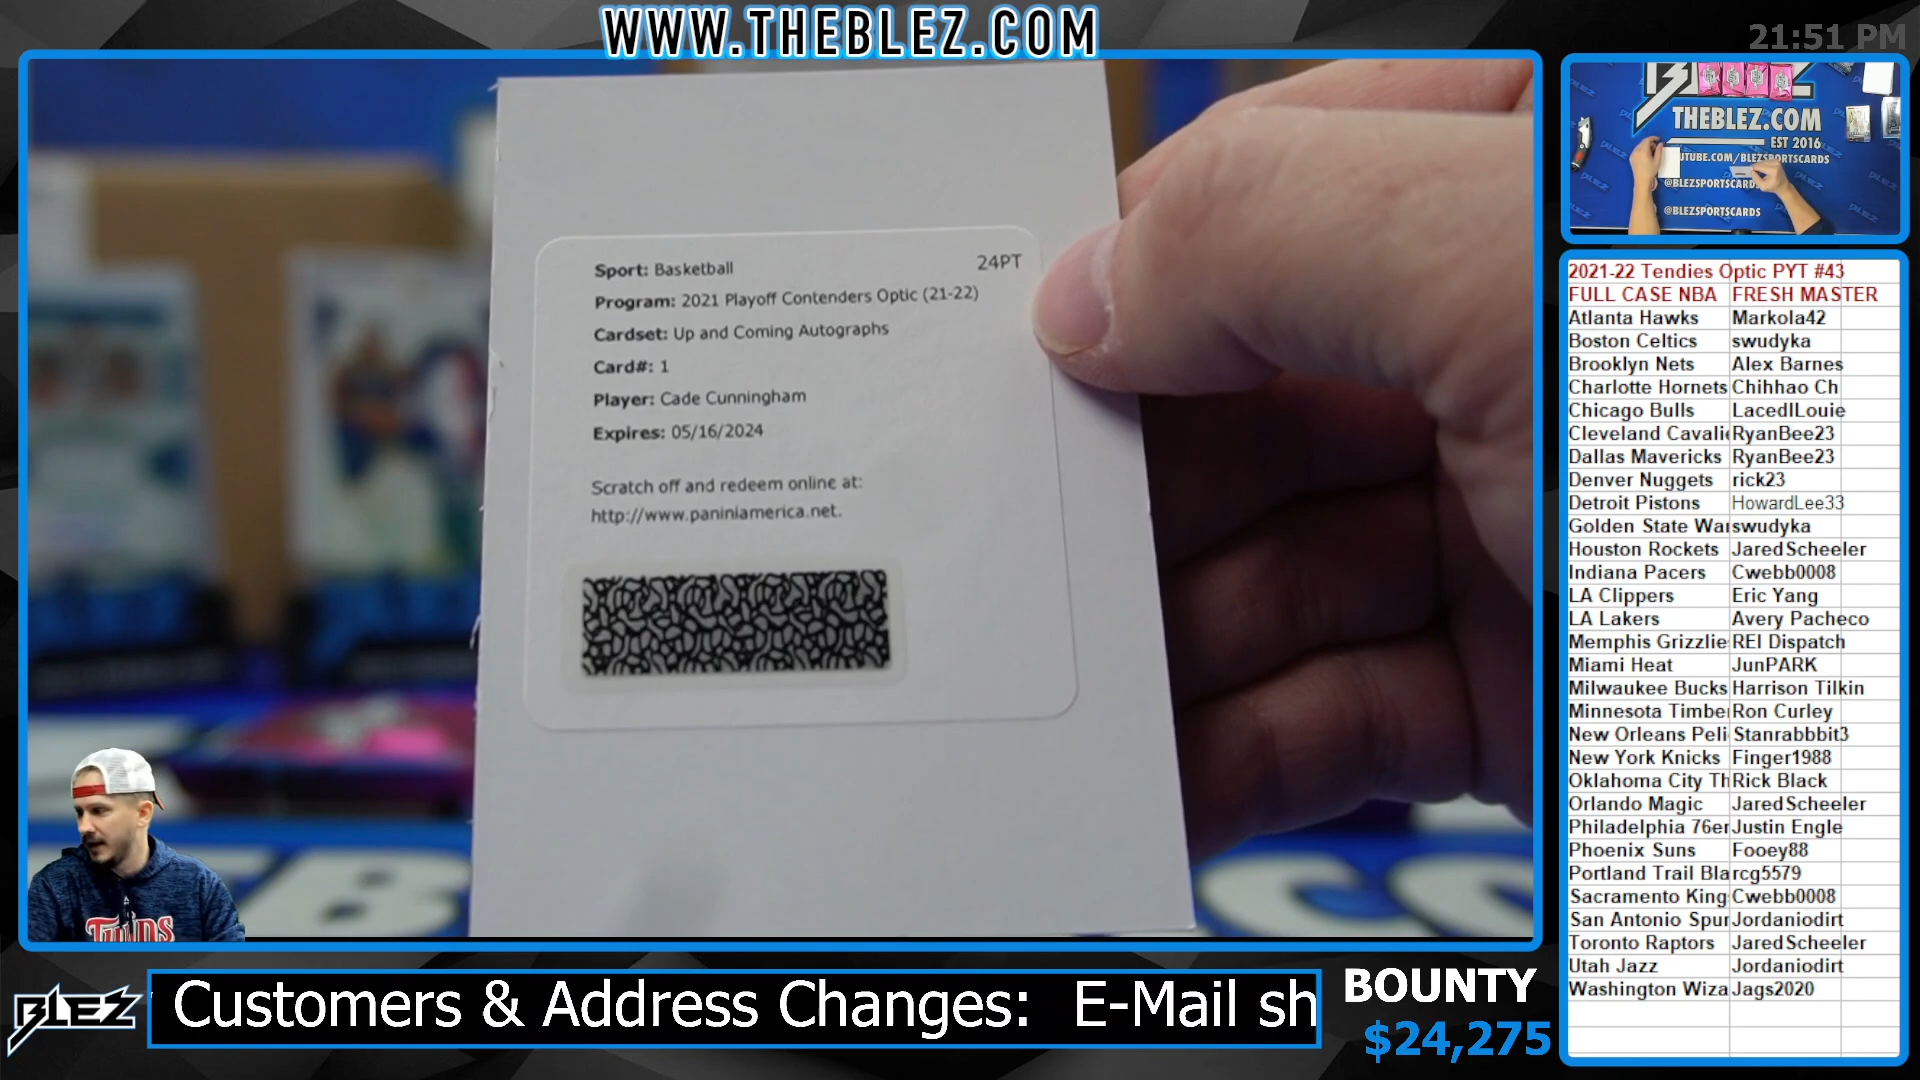 WWW.THEBLEZ.COM
21:51 PM
Sport: Basketball
24PT
Program: 2021 Playoff Contenders Optic (21-22)
Cardset: Up and Coming Autographs
Card#: 1
Player: Cade Cunningham
Expires: 05/16/2024
Scratch off and redeem online at:
http://www.paniniamerica.net.
THEBLEZ.COM
EST 2016
UTUBE.COM/BLEZSPORTSCARDS
@BLEZSPORTSCARD
@BLEZSPORTSCARDS
2021-22 Tendies Optic PYT #43
FULL CASE NBA FRESH MASTER
Atlanta Hawks Markola42
Boston Celtics swudyka
Brooklyn Nets Alex Barnes
Charlotte Hornets Chihhao Ch
Chicago Bulls LacedILouie
Cleveland Cavali RyanBee23
Dallas Mavericks RyanBee23
Denver Nuggets rick23
Detroit Pistons HowardLee33
Golden State War swudyka
Houston Rockets JaredScheeler
Indiana Pacers Cwebb0008
LA Clippers Eric Yang
LA Lakers Avery Pacheco
Memphis Grizzlie REI Dispatch
Miami Heat JunPARK
Milwaukee Bucks Harrison Tilkin
Minnesota Timbe Ron Curley
New Orleans Peli Stanrabbbit3
New York Knicks Finger1988
Oklahoma City Th Rick Black
Orlando Magic JaredScheeler
Philadelphia 76er Justin Engle
Phoenix Suns Fooey88
Portland Trail Bla rcg5579
Sacramento King Cwebb0008
San Antonio Spur Jordaniodirt
Toronto Raptors JaredScheeler
Utah Jazz Jordaniodirt
Washington Wiza Jags2020
Twins
BLEZ
Customers & Address Changes: E-Mail sh
BOUNTY
$24,275